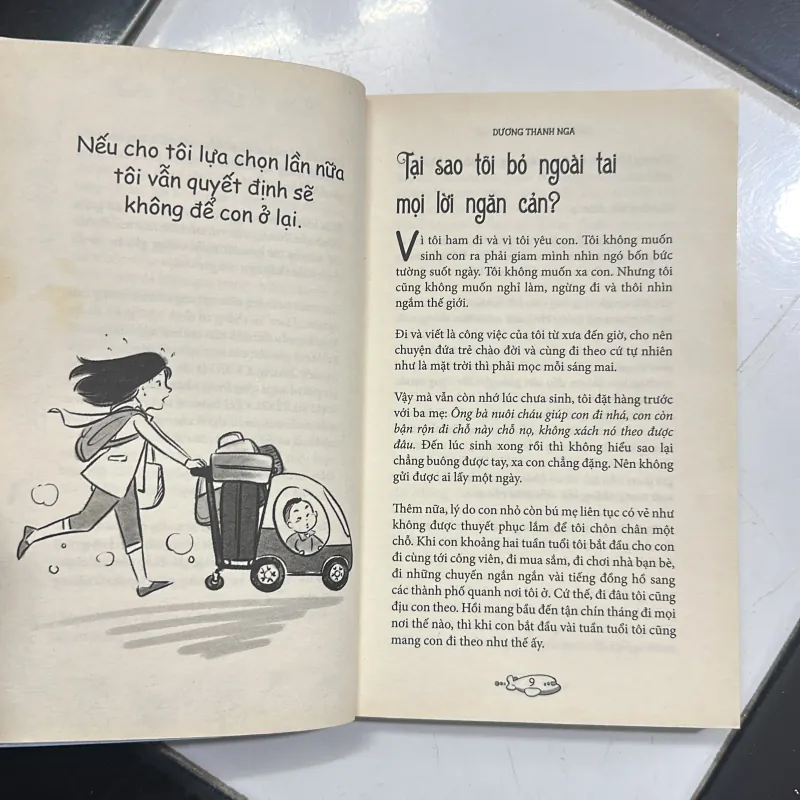 Nếu cho tôi lựa chọn lần nữa
tôi vẫn quyết định sẽ
không để con ở lại.
DƯƠNG THANH NGA
Tại sao tôi bỏ ngoài tai
mọi lời ngăn cản?
Vì tôi ham đi và vì tôi yêu con. Tôi không muốn
sinh con ra phải giam mình nhìn ngó bốn bức
tường suốt ngày. Tôi không muốn xa con. Nhưng tôi
cũng không muốn nghỉ làm, ngừng đi và thôi nhìn
ngắm thế giới.
Đi và viết là công việc của tôi từ xưa đến giờ, cho nên
chuyện đứa trẻ chào đời và cùng đi theo cứ tự nhiên
như là mặt trời thì phải mọc mỗi sáng mai.
Vậy mà vẫn còn nhớ lúc chưa sinh, tôi đặt hàng trước
với ba mẹ: Ông bà nuôi cháu giúp con đi nhá, con còn
bận rộn đi chỗ này chỗ nọ, không xách nó theo được
đâu. Đến lúc sinh xong rồi thì không hiểu sao lại
chẳng buông được tay, xa con chẳng đặng. Nên không
gửi được ai lấy một ngày.
Thêm nữa, lý do con nhỏ còn bú mẹ liên tục có vẻ như
không được thuyết phục lắm để tôi chôn chân một
chỗ. Khi con khoảng hai tuần tuổi tôi bắt đầu cho con
đi cùng tới công viên, đi mua sắm, đi chơi nhà bạn bè,
đi những chuyến ngắn ngắn vài tiếng đồng hồ sang
các thành phố quanh nơi tôi ở. Cứ thế, đi đâu tôi cũng
địu con theo. Hồi mang bầu đến tận chín tháng đi mọi
nơi thế nào, thì khi con bắt đầu vài tuần tuổi tôi cũng
mang con đi theo như thế ấy.
9